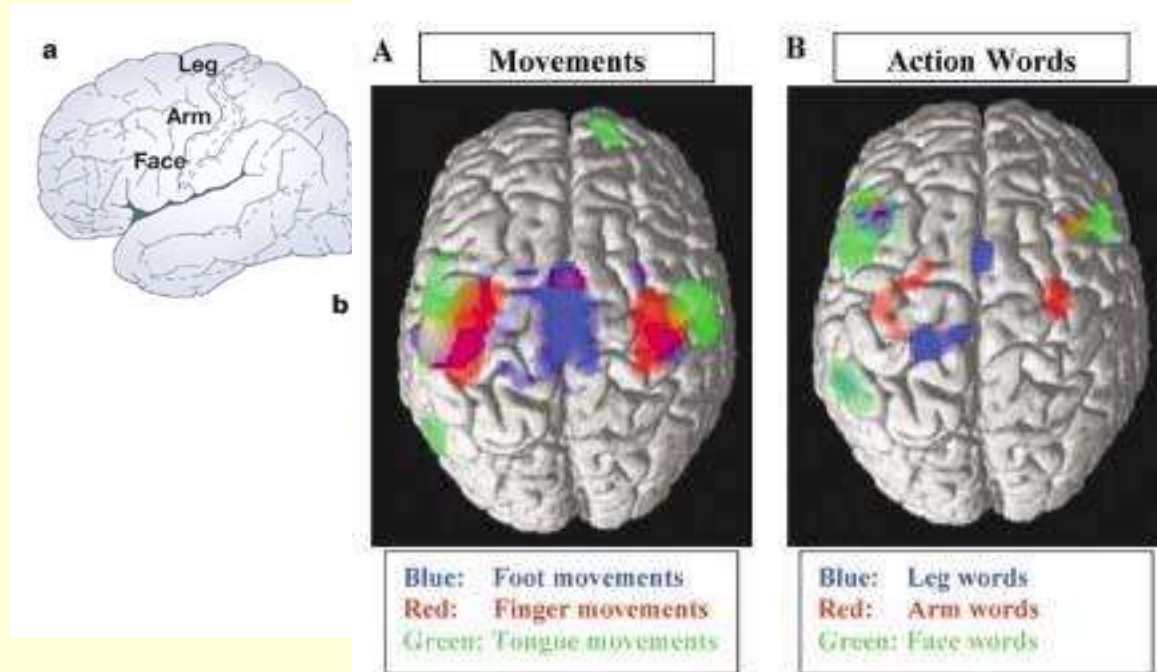 a
Leg
Arm
Face
b
A
Movements
Blue: Foot movements
Red: Finger movements
Green: Tongue movements
B
Action Words
Blue: Leg words
Red: Arm words
Green: Face words